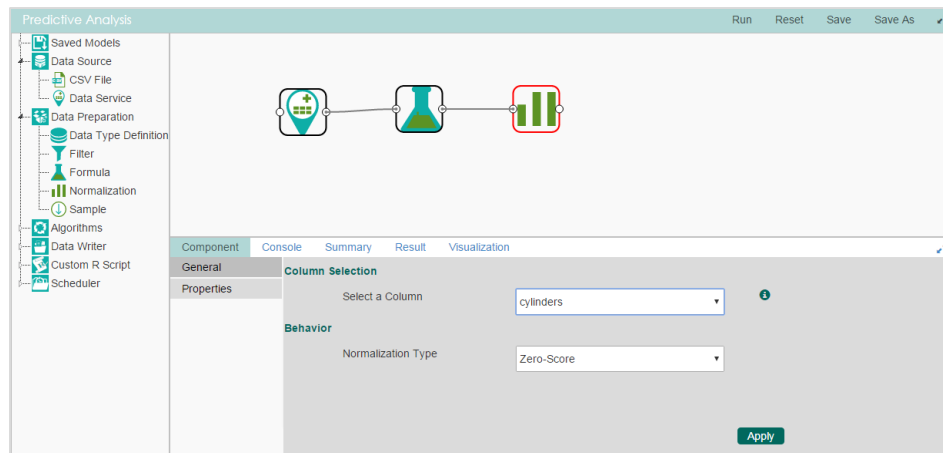 Predictive Analysis
Run Reset Save Save As
Saved Models
Data Source
CSV File
Data Service
Data Preparation
Data Type Definition
Filter
Formula
Normalization
Sample
Algorithms
Data Writer
Custom R Script
Scheduler
Component Console Summary Result Visualization
General
Properties
Column Selection
Select a Column
cylinders
Behavior
Normalization Type
Zero-Score
Apply